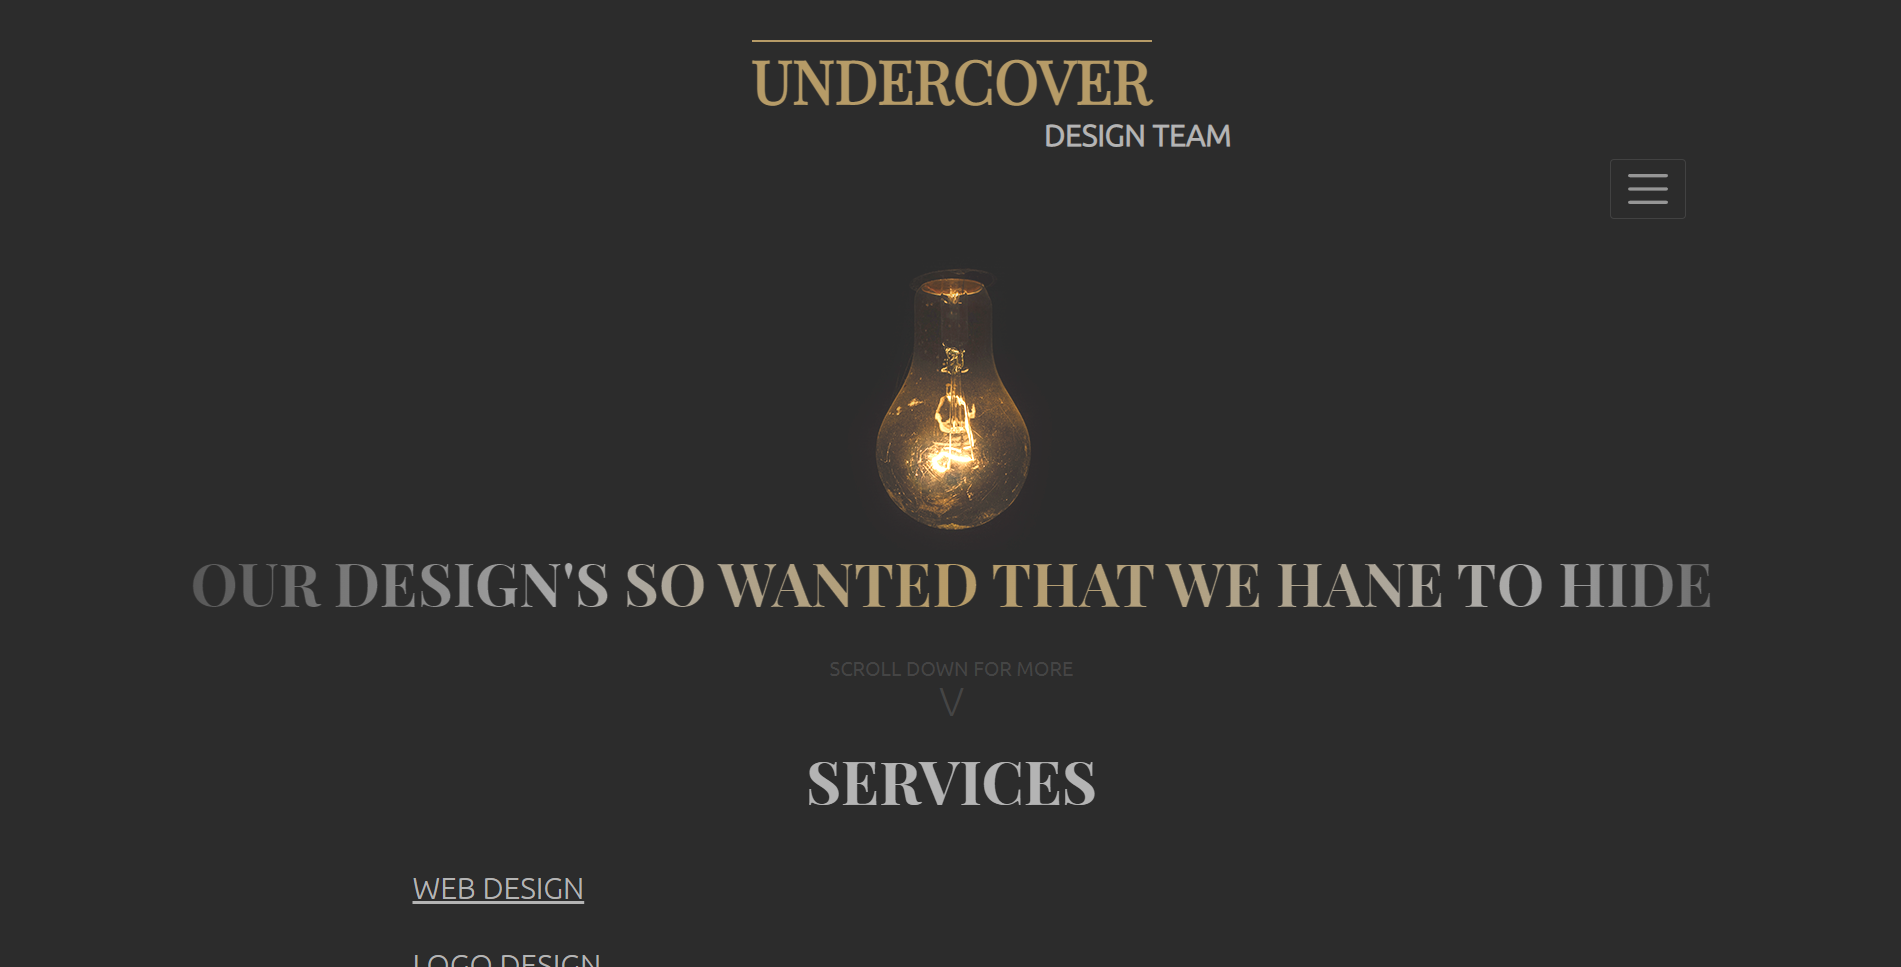 UNDERCOVER
DESIGN TEAM
OUR DESIGN'S SO WANTED THAT WE HANE TO HIDE
SCROLL DOWN FOR MORE
V
SERVICES
WEB DESIGN
LOGO DESIGN